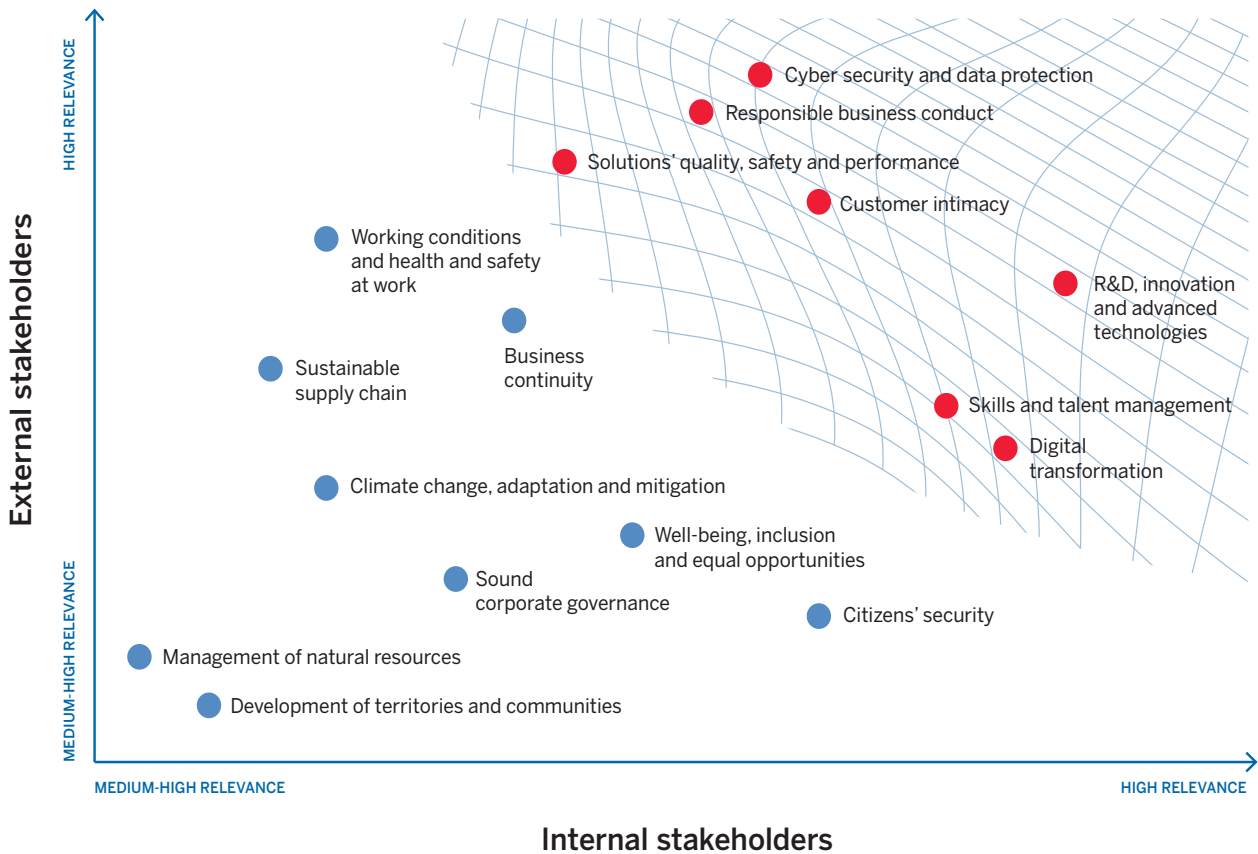 HIGH RELEVANCE
Cyber security and data protection
Responsible business conduct
Solutions’ quality, safety and performance
Customer intimacy
External stakeholders
Working conditions
and health and safety
at work
R&D, innovation
and advanced
technologies
Business
continuity
Sustainable
supply chain
Skills and talent management
Digital
transformation
Climate change, adaptation and mitigation
Well-being, inclusion
and equal opportunities
Sound
corporate governance
Citizens’ security
MEDIUM-HIGH RELEVANCE
Management of natural resources
Development of territories and communities
MEDIUM-HIGH RELEVANCE
HIGH RELEVANCE
Internal stakeholders